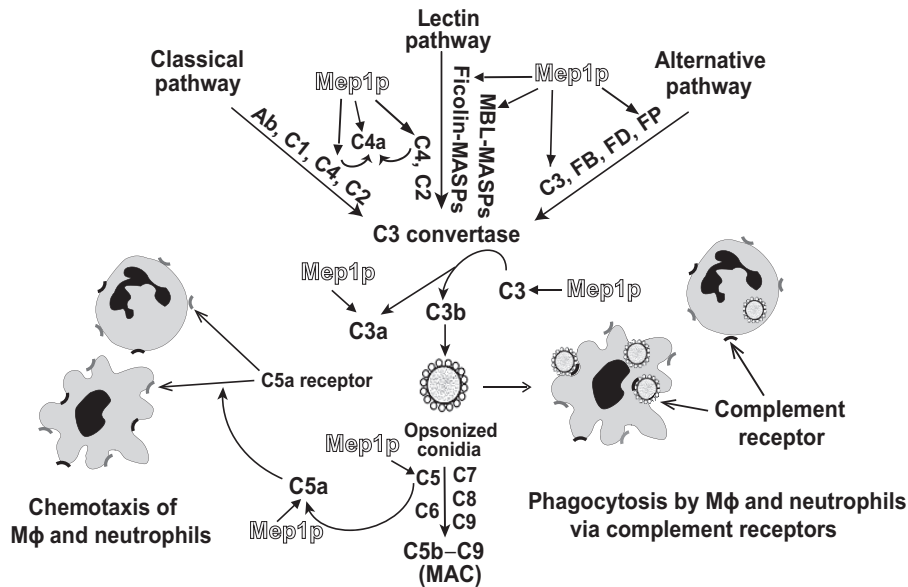 Lectin
pathway
Classical
pathway
Alternative
pathway
Mep1p
Mep1p
Ab, C1, C4, C2
C4a
C4, C2
Ficolin-MASPs
MBL-MASPs
C3, FB, FD, FP
C3 convertase
Mep1p
C3
Mep1p
C3a
C3b
C5a receptor
Opsonized
conidia
Complement
receptor
Mep1p
C5
C6
C7
C8
C9
C5a
Mep1p
C5b–C9
(MAC)
Chemotaxis of
Mϕ and neutrophils
Phagocytosis by Mϕ and neutrophils
via complement receptors